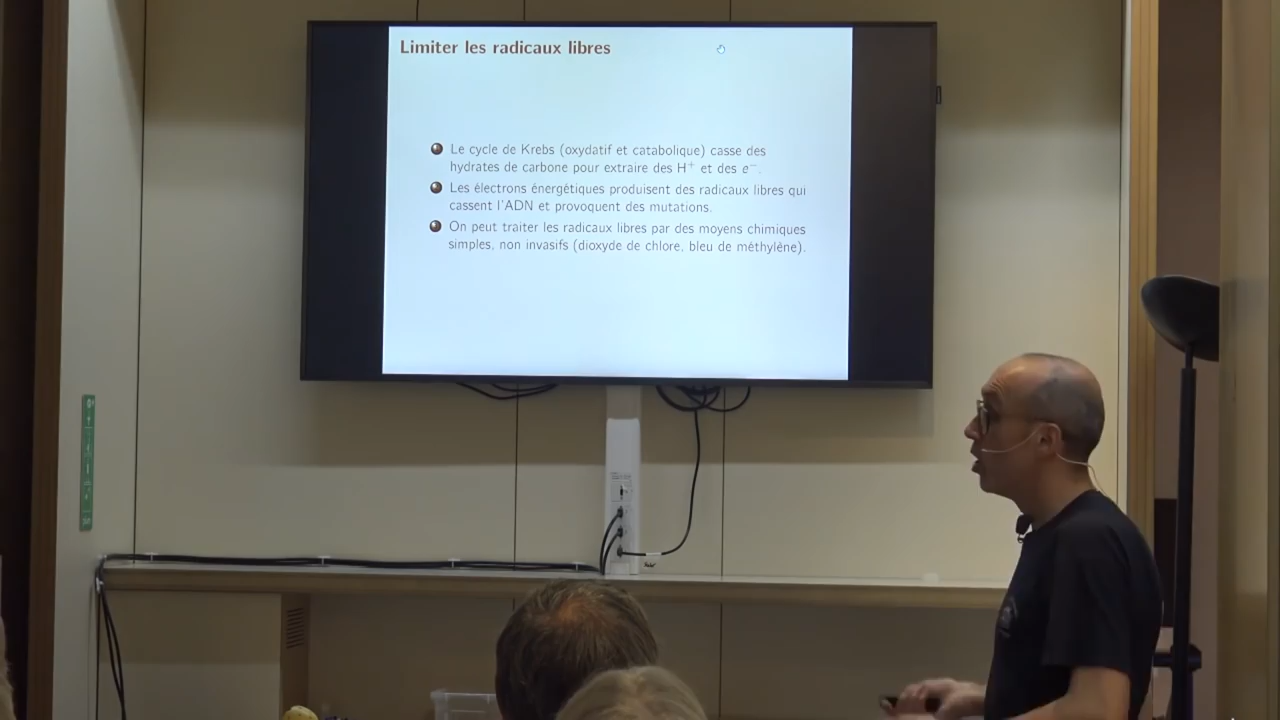 Limiter les radicaux libres
Le cycle de Krebs (oxydatif et catabolique) casse des
hydrates de carbone pour extraire des H⁺ et des e⁻.
Les électrons énergétiques produisent des radicaux libres qui
cassent l'ADN et provoquent des mutations.
On peut traiter les radicaux libres par des moyens chimiques
simples, non invasifs (dioxyde de chlore, bleu de méthylène).